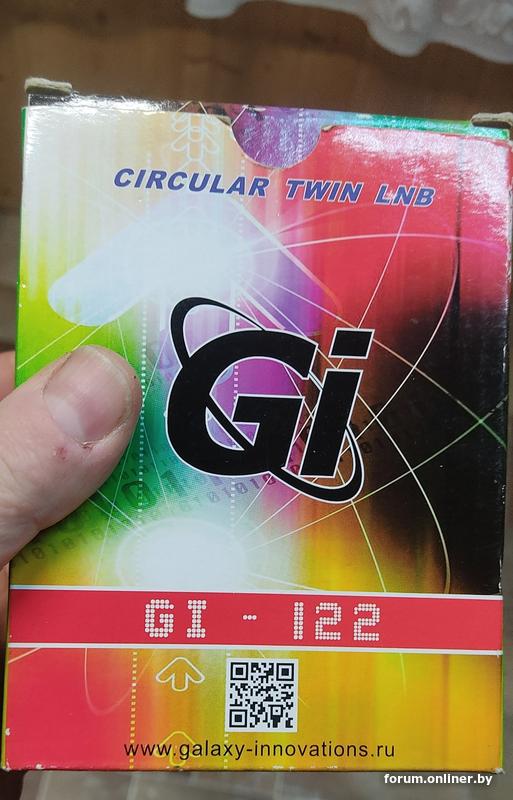 CIRCULAR TWIN LNB
Gi
GI - 122
www.galaxy-innovations.ru
forum.onliner.by